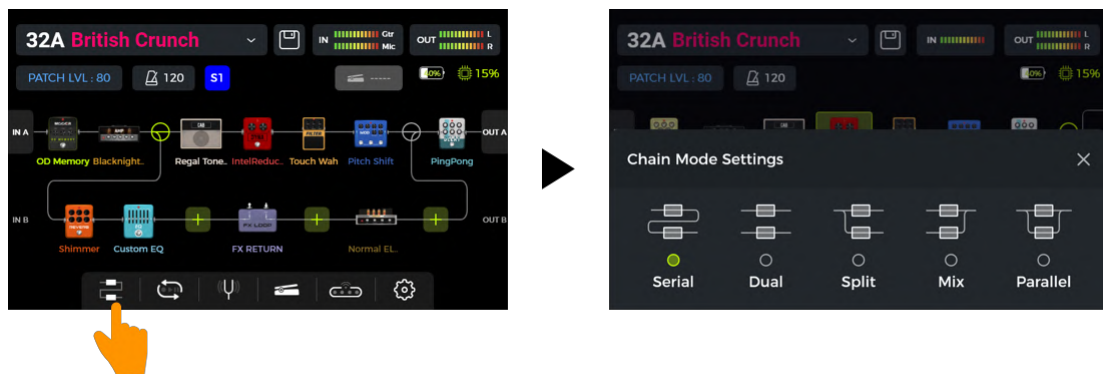 32A British Crunch
IN
Gtr
Mic
OUT
L
R
PATCH LVL : 80
120
S1
-----
15%
IN A
OUT A
OD Memory
Blacknight..
Regal Tone..
IntelReduc..
Touch Wah
Pitch Shift
PingPong
IN B
OUT B
FX LOOP
Shimmer
Custom EQ
FX RETURN
Normal EL..
32A British Crunch
IN
OUT
L
R
PATCH LVL : 80
120
15%
Chain Mode Settings
Serial
Dual
Split
Mix
Parallel